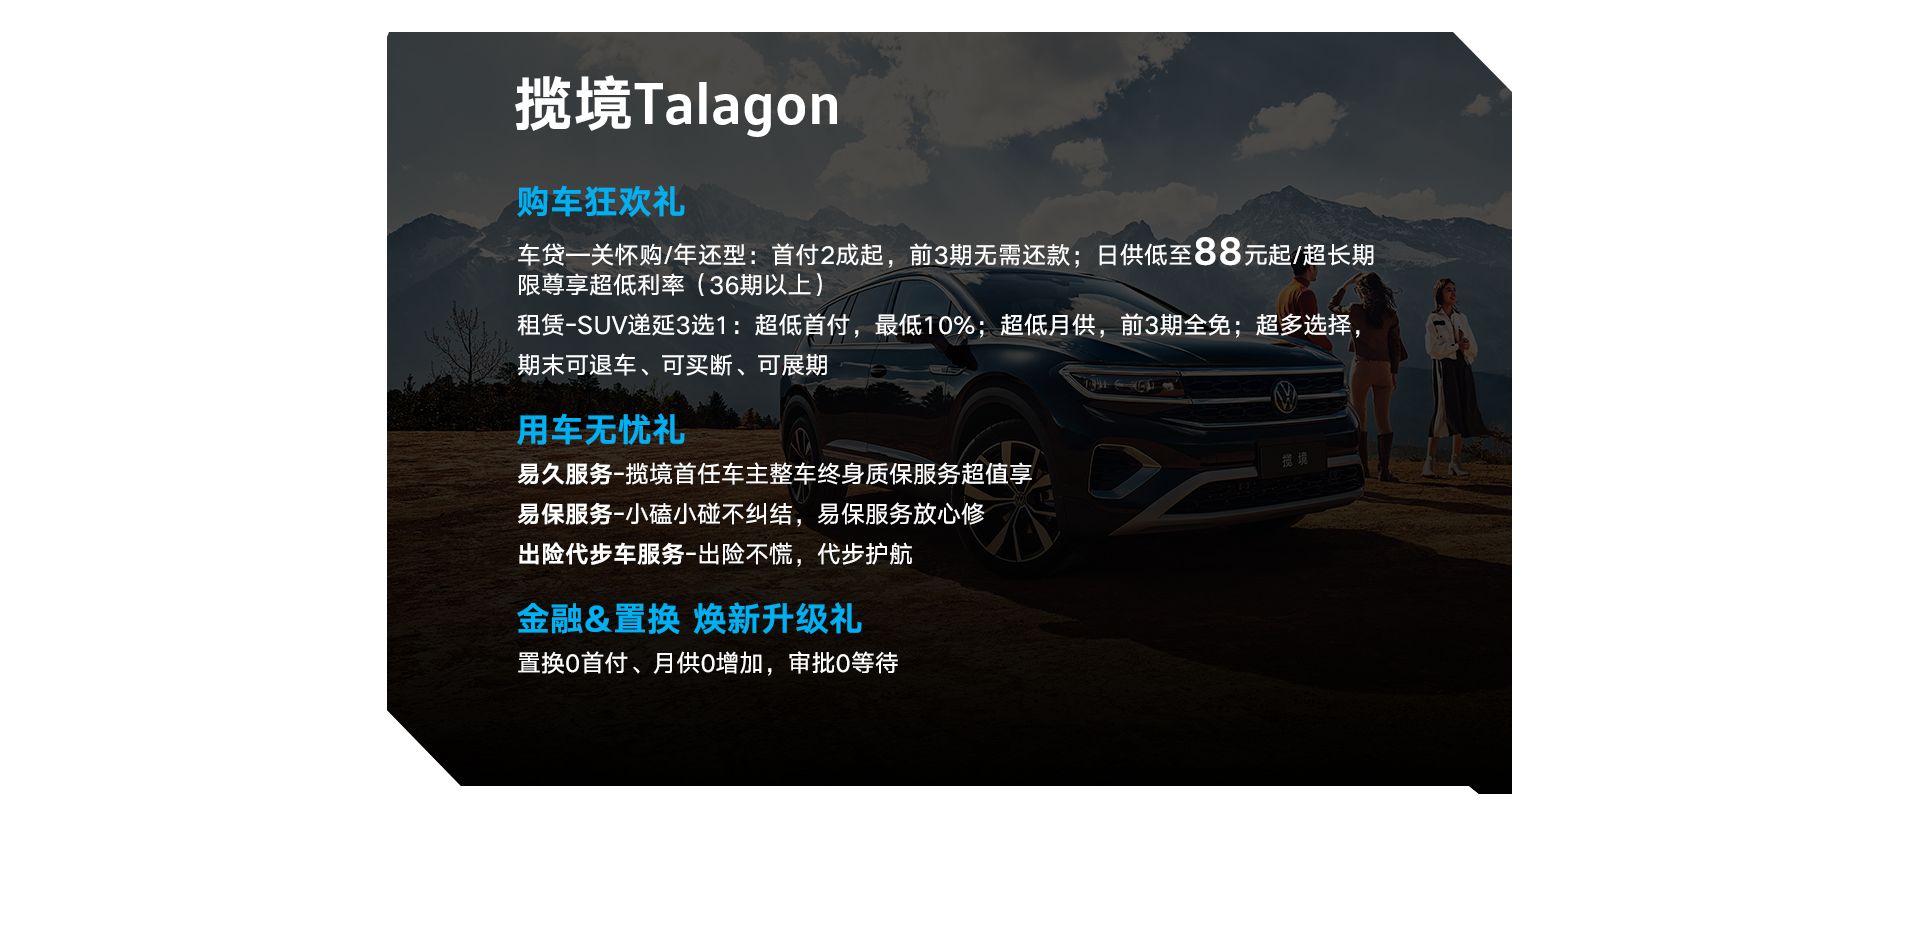 揽境Talagon
购车狂欢礼
车贷—关怀购/年还型：首付2成起，前3期无需还款；日供低至88元起/超长期
限尊享超低利率（36期以上）
租赁-SUV递延3选1：超低首付，最低10%；超低月供，前3期全免；超多选择，
期末可退车、可买断、可展期
用车无忧礼
易久服务-揽境首任车主整车终身质保服务超值享
易保服务-小磕小碰不纠结，易保服务放心修
出险代步车服务-出险不慌，代步护航
金融&置换 焕新升级礼
置换0首付、月供0增加，审批0等待
揽境